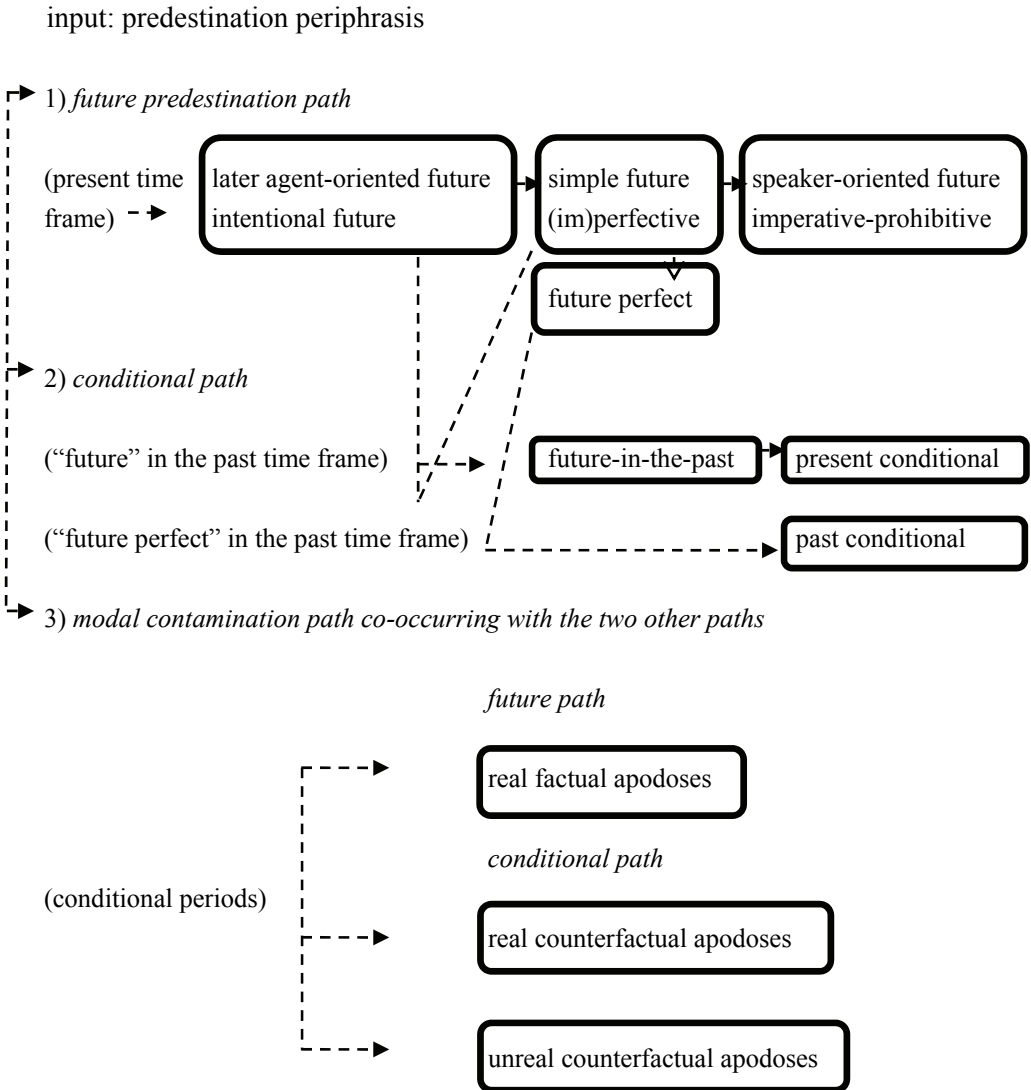 input: predestination periphrasis
1) future predestination path
(present time frame)
later agent-oriented future
intentional future
simple future
(im)perfective
speaker-oriented future
imperative-prohibitive
future perfect
2) conditional path
(“future” in the past time frame)
future-in-the-past
present conditional
(“future perfect” in the past time frame)
past conditional
3) modal contamination path co-occurring with the two other paths
future path
real factual apodoses
conditional path
(conditional periods)
real counterfactual apodoses
unreal counterfactual apodoses